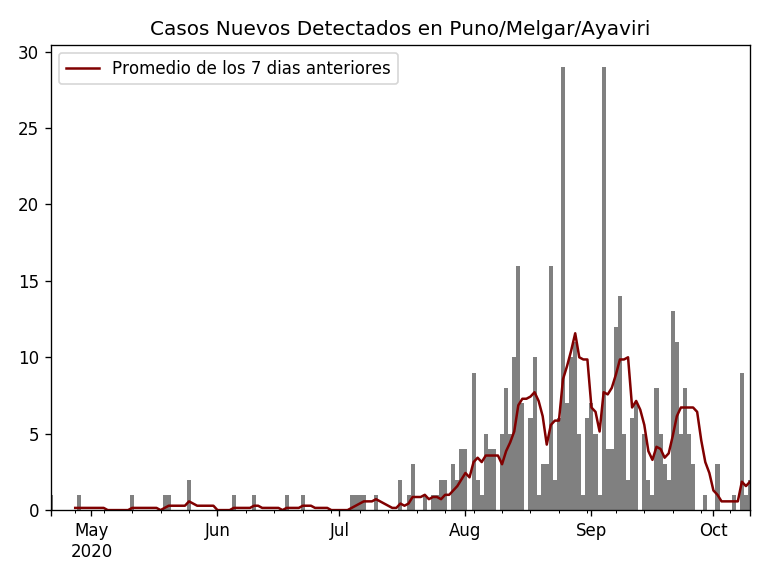 Casos Nuevos Detectados en Puno/Melgar/Ayaviri
Promedio de los 7 dias anteriores
30
25
20
15
10
5
0
May
2020
Jun
Jul
Aug
Sep
Oct